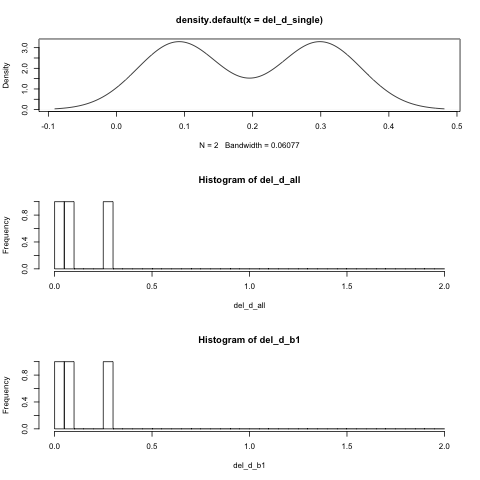 density.default(x = del_d_single)
Density
0.0 1.0 2.0 3.0
-0.1 0.0 0.1 0.2 0.3 0.4 0.5
N = 2 Bandwidth = 0.06077
Histogram of del_d_all
Frequency
0.0 0.4 0.8
0.0 0.5 1.0 1.5 2.0
del_d_all
Histogram of del_d_b1
Frequency
0.0 0.4 0.8
0.0 0.5 1.0 1.5 2.0
del_d_b1